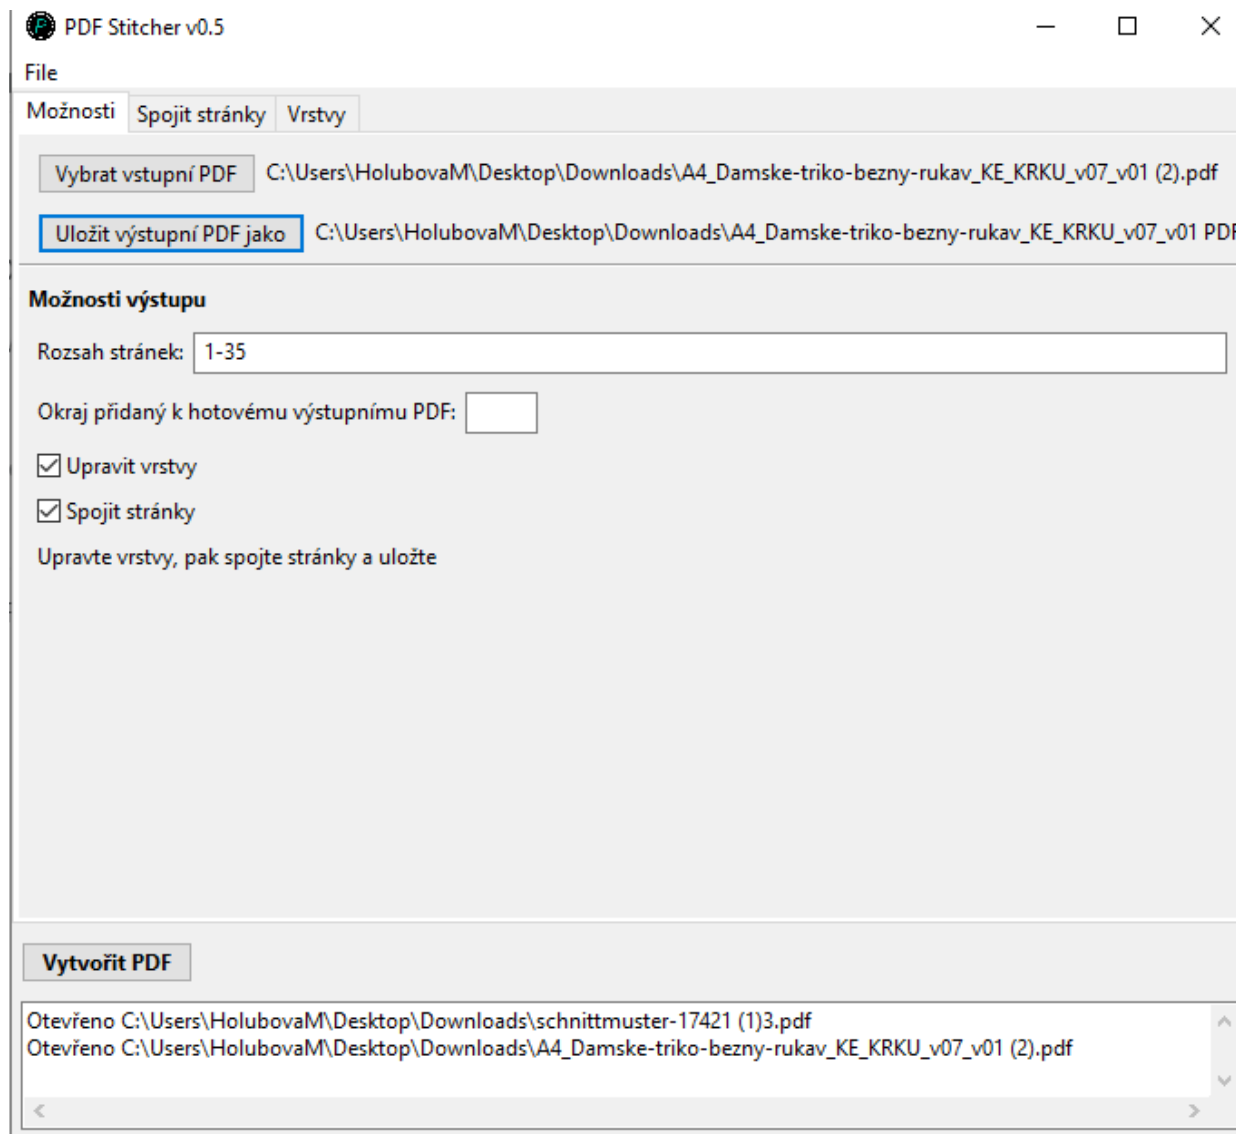 PDF Stitcher v0.5
File
Možnosti Spojit stránky Vrstvy
Vybrat vstupní PDF C:\Users\HolubovaM\Desktop\Downloads\A4_Damske-triko-bezny-rukav_KE_KRKU_v07_v01 (2).pdf
Uložit výstupní PDF jako C:\Users\HolubovaM\Desktop\Downloads\A4_Damske-triko-bezny-rukav_KE_KRKU_v07_v01 PDF
Možnosti výstupu
Rozsah stránek: 1-35
Okraj přidaný k hotovému výstupnímu PDF:
Upravit vrstvy
Spojit stránky
Upravte vrstvy, pak spojte stránky a uložte
Vytvořit PDF
Otevřeno C:\Users\HolubovaM\Desktop\Downloads\schnittmuster-17421 (1)3.pdf
Otevřeno C:\Users\HolubovaM\Desktop\Downloads\A4_Damske-triko-bezny-rukav_KE_KRKU_v07_v01 (2).pdf